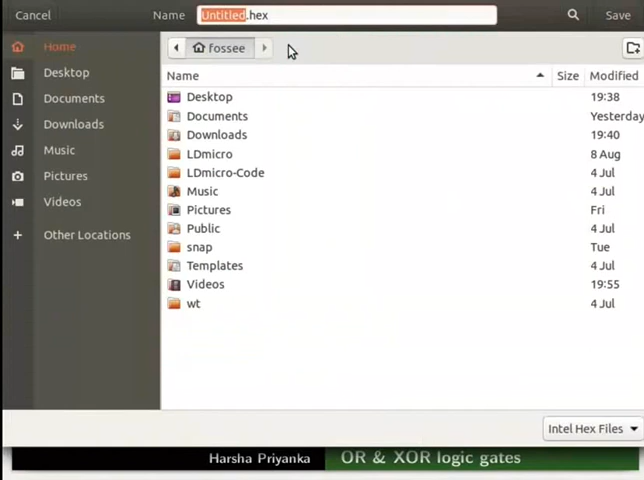 Cancel Name Untitled.hex Save
Home fossee
Desktop
Documents
Downloads
Music
Pictures
Videos
Other Locations
Name Size Modified
Desktop 19:38
Documents Yesterday
Downloads 19:40
LDmicro 8 Aug
LDmicro-Code 4 Jul
Music 4 Jul
Pictures Fri
Public 4 Jul
snap Tue
Templates 4 Jul
Videos 19:55
wt 4 Jul
Intel Hex Files
Harsha Priyanka OR & XOR logic gates